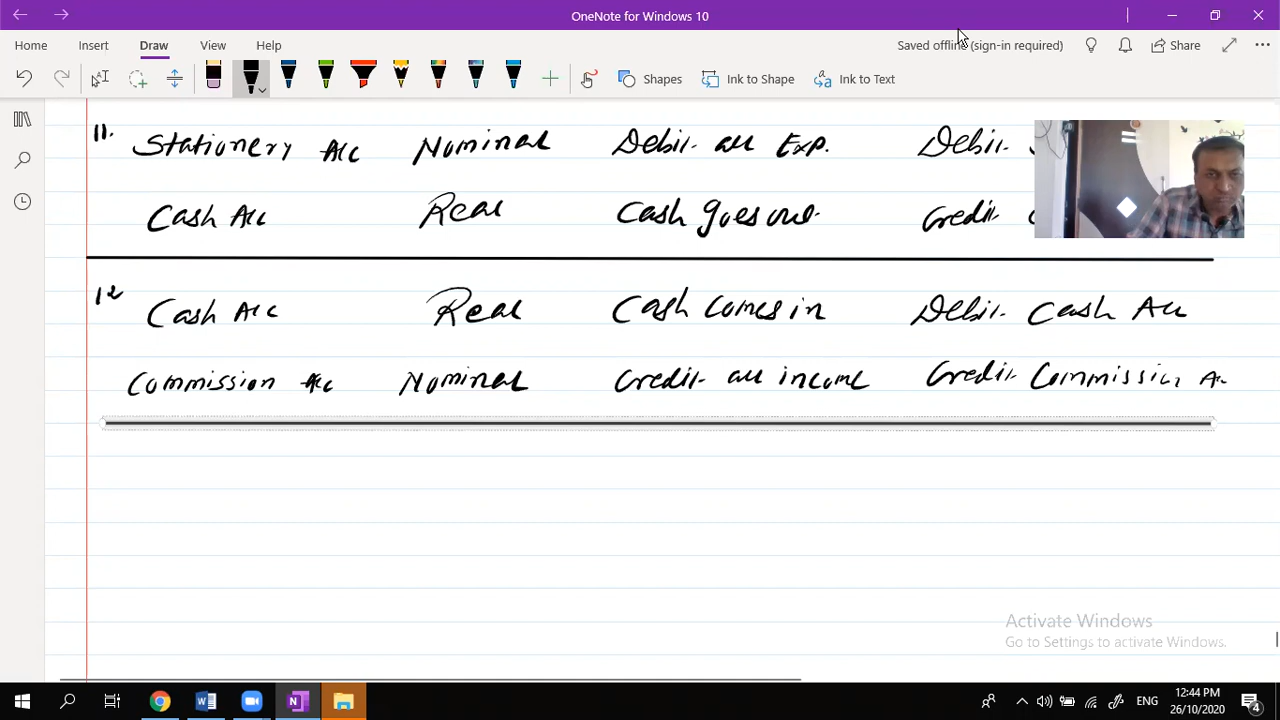 OneNote for Windows 10
Home Insert Draw View Help
Saved offline (sign-in required)
Share
Shapes Ink to Shape Ink to Text
11. Stationery A/c Nominal Debit all Exp. Debit
Cash A/c Real Cash goes out Credit
12 Cash A/c Real Cash comes in Debit Cash A/c
Commission A/c Nominal Credit all income Credit Commission A/c
Activate Windows
Go to Settings to activate Windows.
ENG
12:44 PM
26/10/2020
4